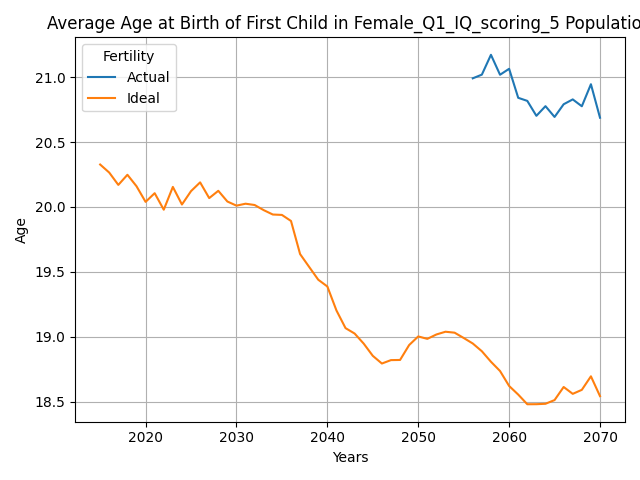 Average Age at Birth of First Child in Female_Q1_IQ_scoring_5 Populatio
Fertility
Actual
Ideal
21.0
20.5
20.0
19.5
19.0
18.5
Age
2020 2030 2040 2050 2060 2070
Years